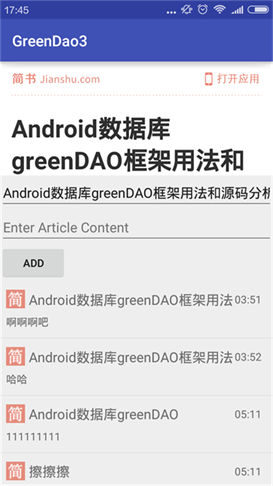 17:45
...
GreenDao3
简书 Jianshu.com 打开应用
Android数据库
greenDAO框架用法和
Android数据库greenDAO框架用法和源码分析
Enter Article Content
ADD
简 Android数据库greenDAO框架用法 03:51
啊啊啊吧
简 Android数据库greenDAO框架用法 03:52
哈哈
简 Android数据库greenDAO 05:11
111111111
简 擦擦擦 05:11